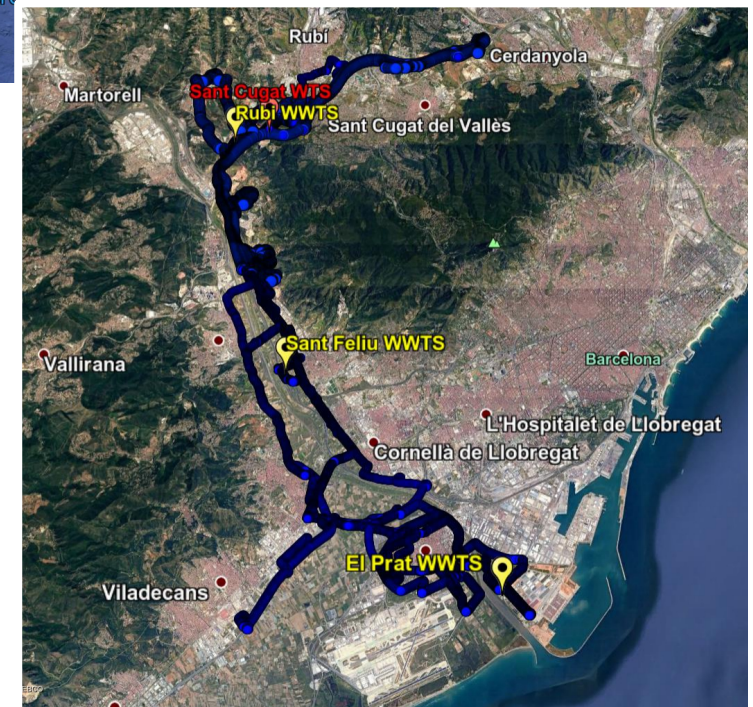 Rubí
Cerdanyola
Martorell
Sant Cugat WTS
Rubí WWTS
Sant Cugat del Vallès
Sant Feliu WWTS
Vallirana
Barcelona
L'Hospitalet de Llobregat
Cornellà de Llobregat
El Prat WWTS
Viladecans